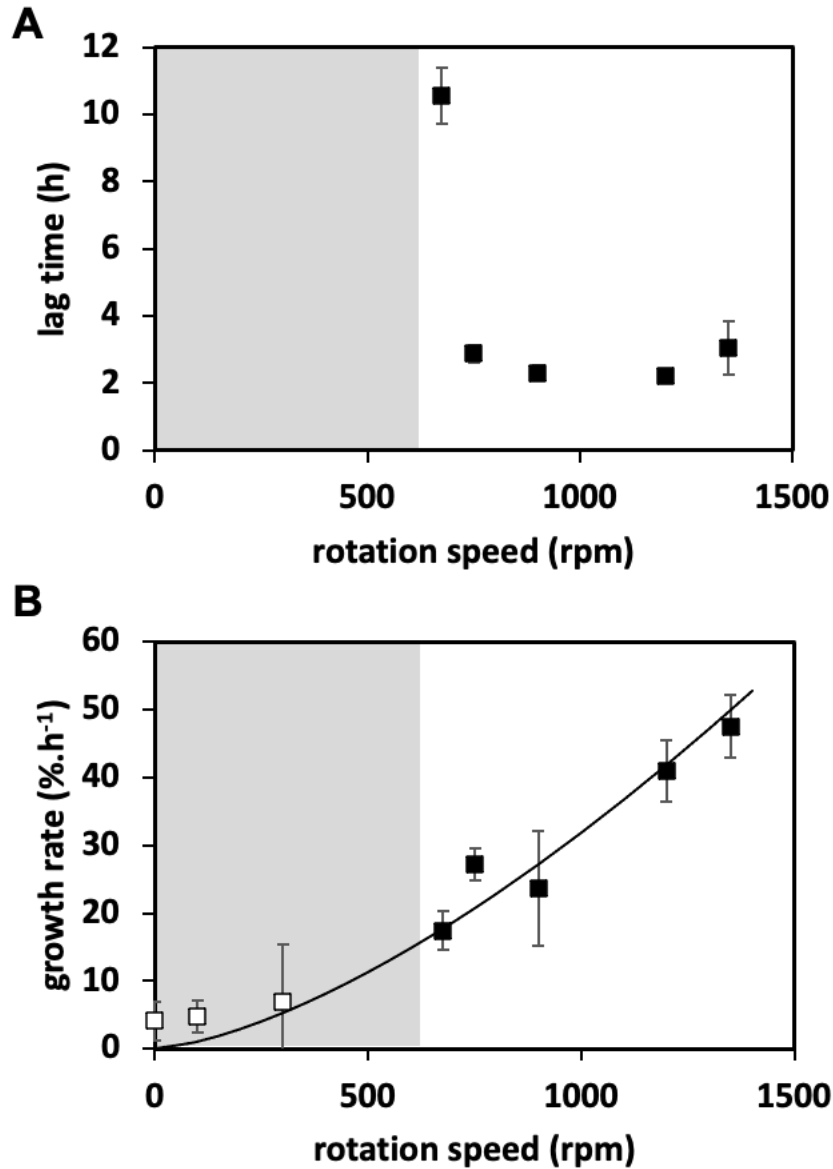 A
12
10
8
6
4
2
0
lag time (h)
0 500 1000 1500
rotation speed (rpm)
B
60
50
40
30
20
10
0
growth rate (%.h⁻¹)
0 500 1000 1500
rotation speed (rpm)